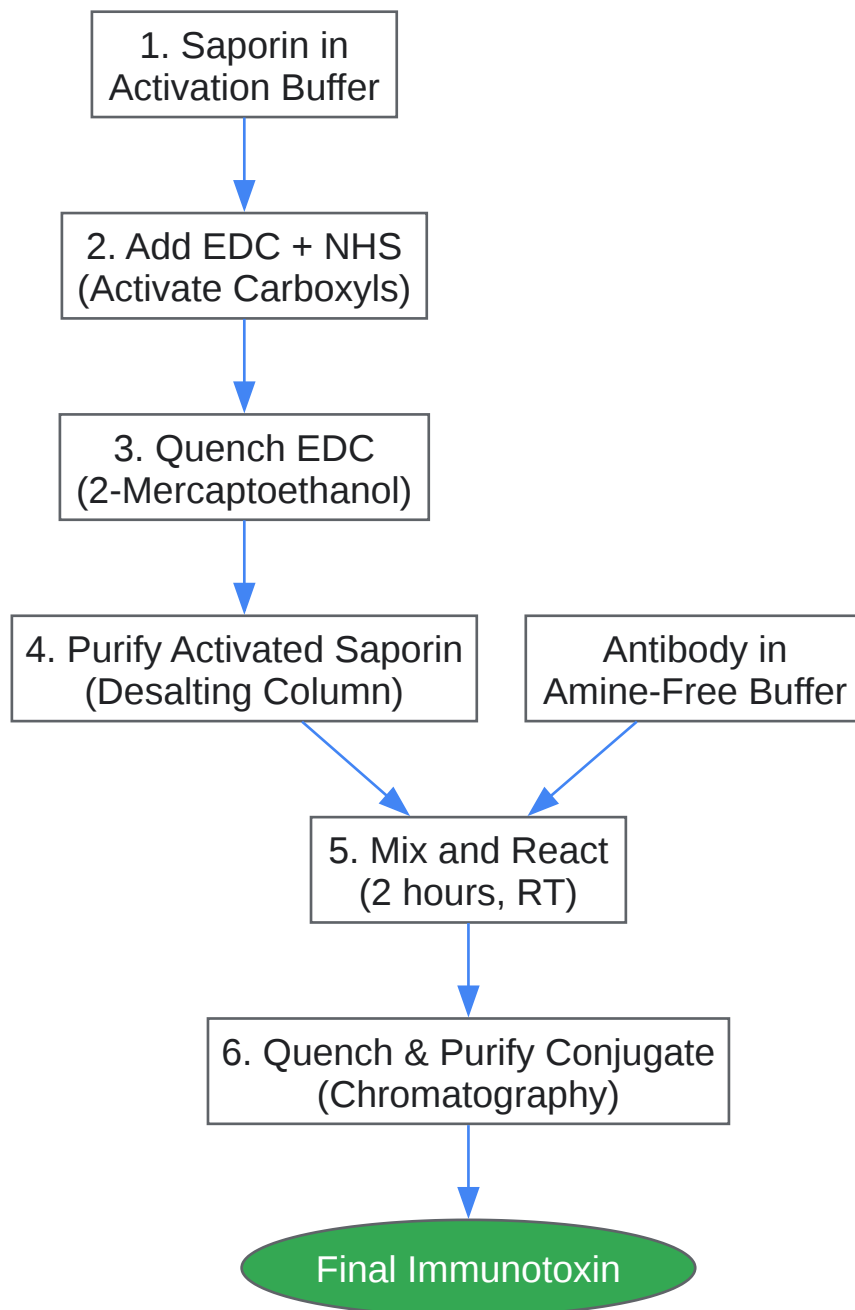 1. Saporin in
Activation Buffer
2. Add EDC + NHS
(Activate Carboxyls)
3. Quench EDC
(2-Mercaptoethanol)
4. Purify Activated Saporin
(Desalting Column)
Antibody in
Amine-Free Buffer
5. Mix and React
(2 hours, RT)
6. Quench & Purify Conjugate
(Chromatography)
Final Immunotoxin